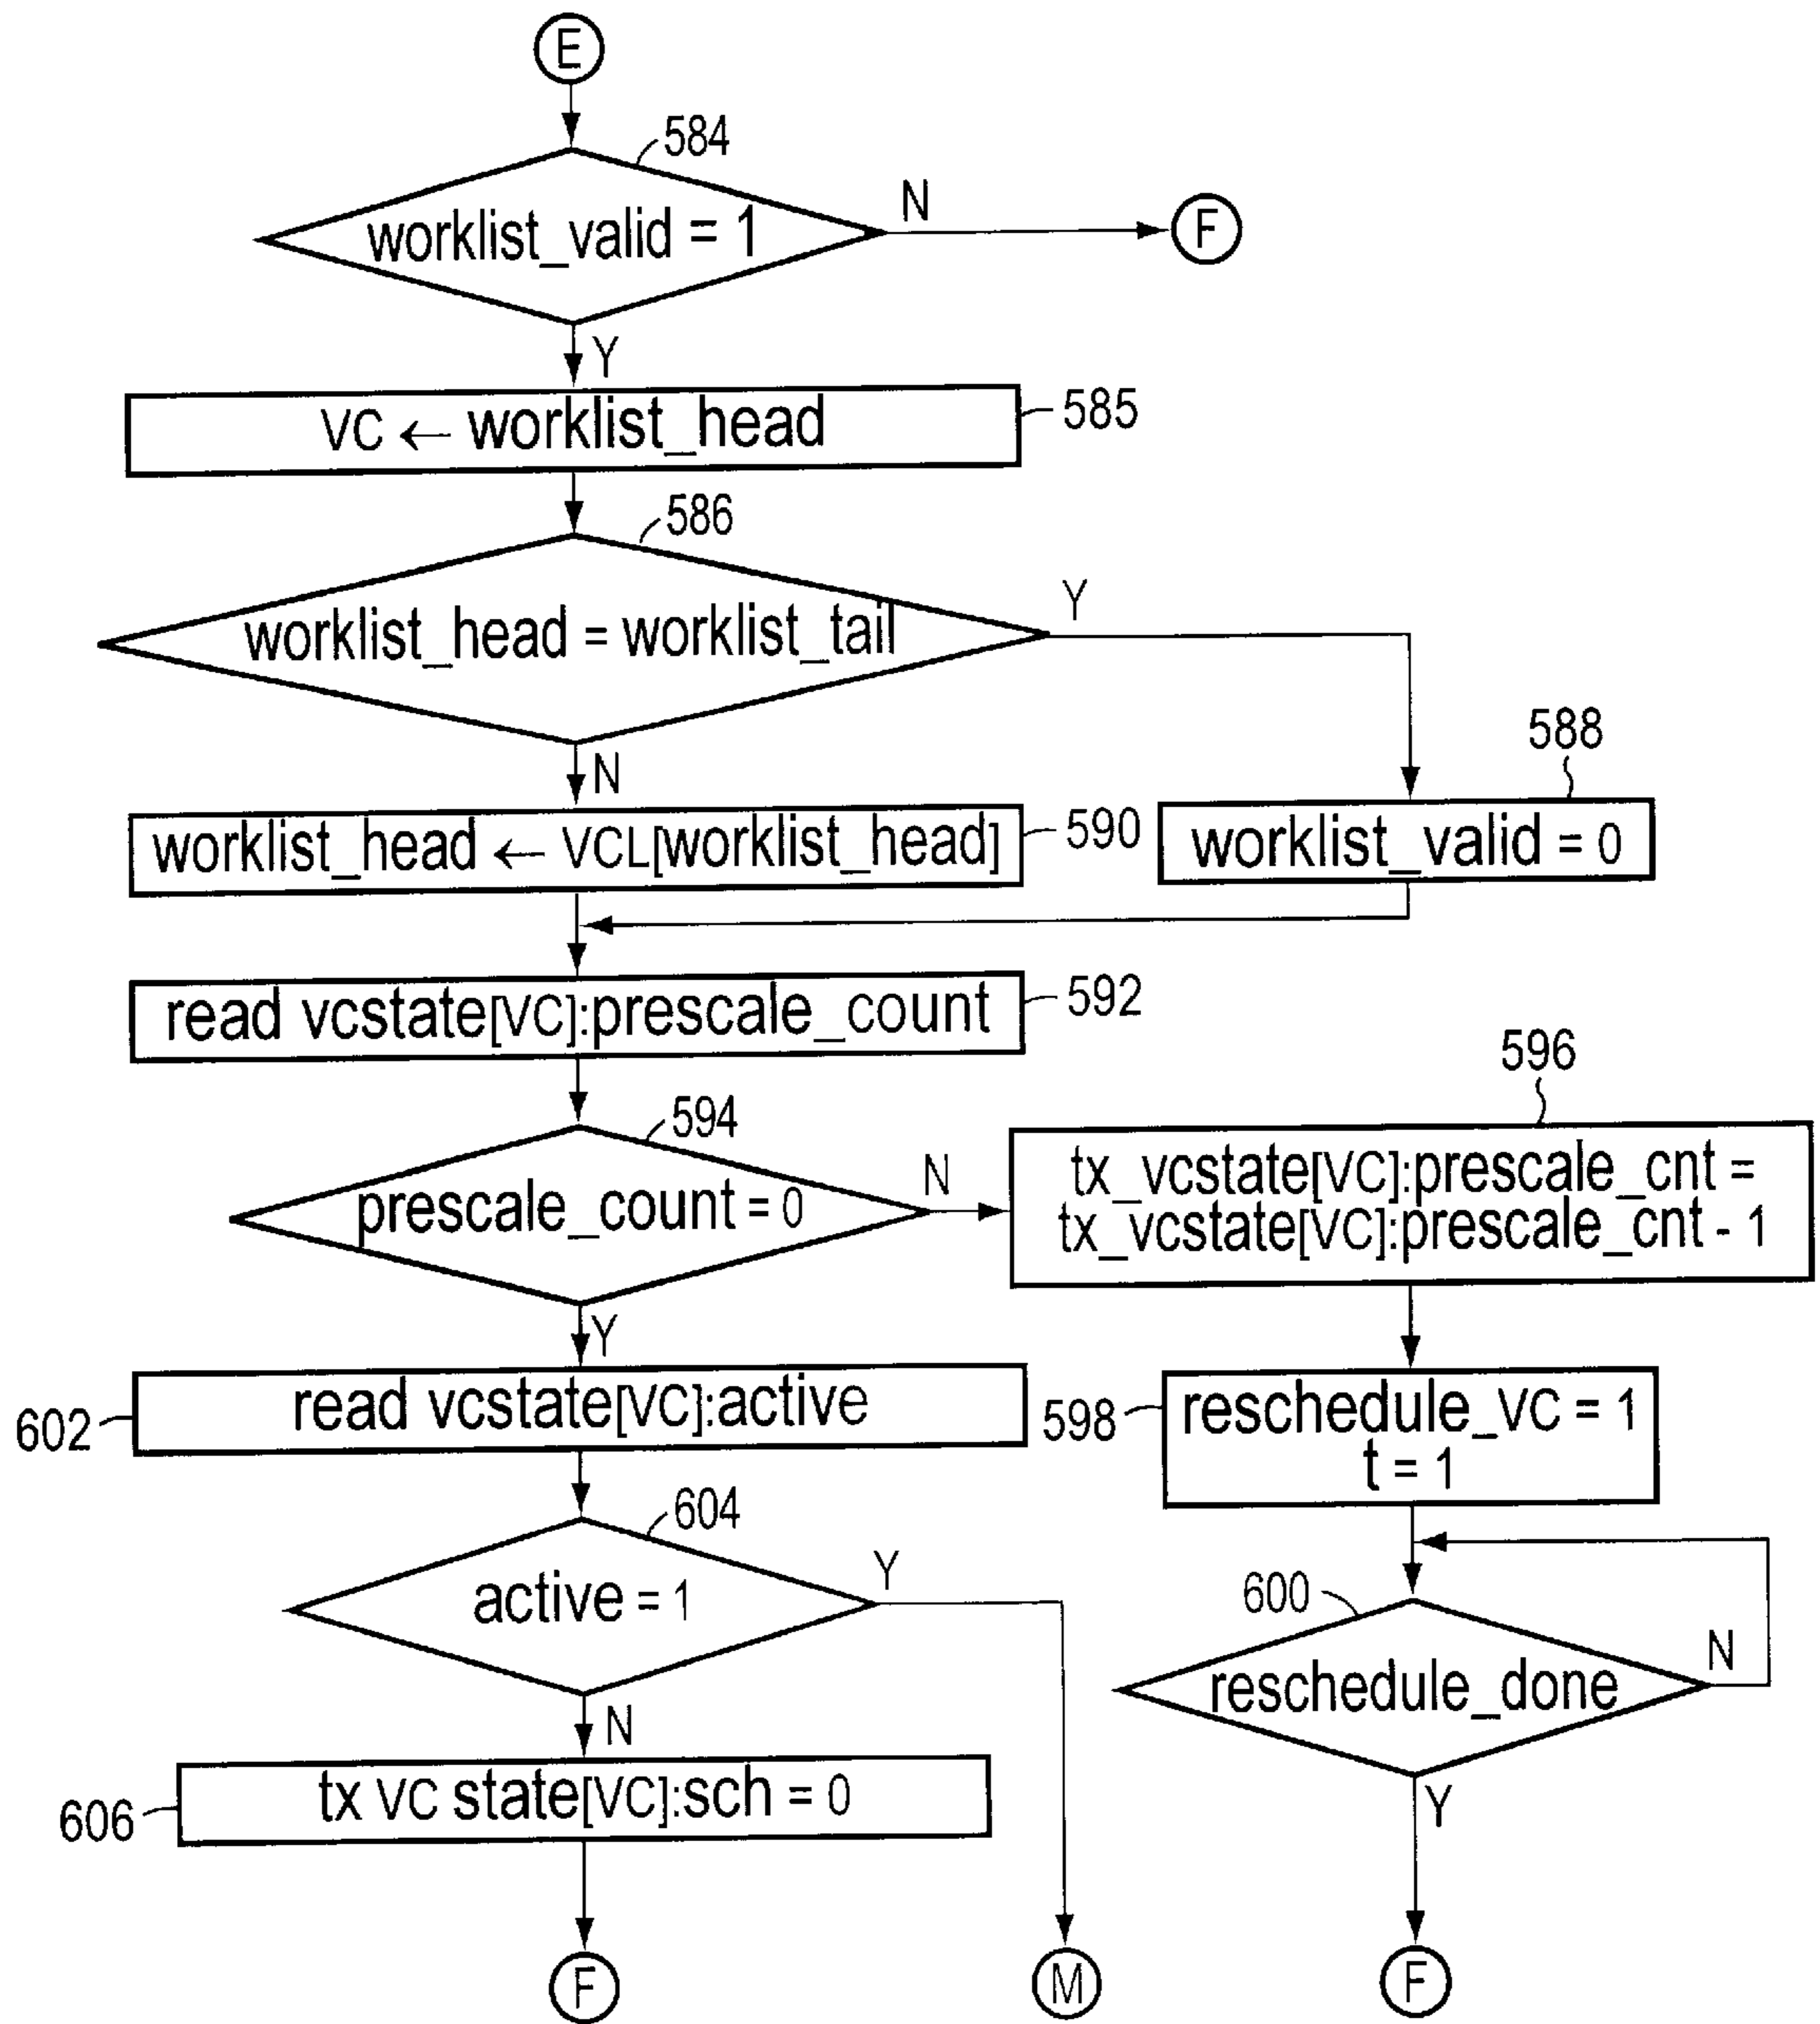 E
584
worklist_valid = 1
N
F
Y
VC ← worklist_head
585
586
worklist_head = worklist_tail
Y
N
588
worklist_head ← VCL[worklist_head]
590
worklist_valid = 0
read vcstate[VC]:prescale_count
592
594
prescale_count = 0
N
596
tx_vcstate[VC]:prescale_cnt =
tx_vcstate[VC]:prescale_cnt - 1
Y
602
read vcstate[VC]:active
598
reschedule_VC = 1
t = 1
604
active = 1
Y
600
reschedule_done
N
N
606
tx VC state[VC]:sch = 0
Y
F
M
F